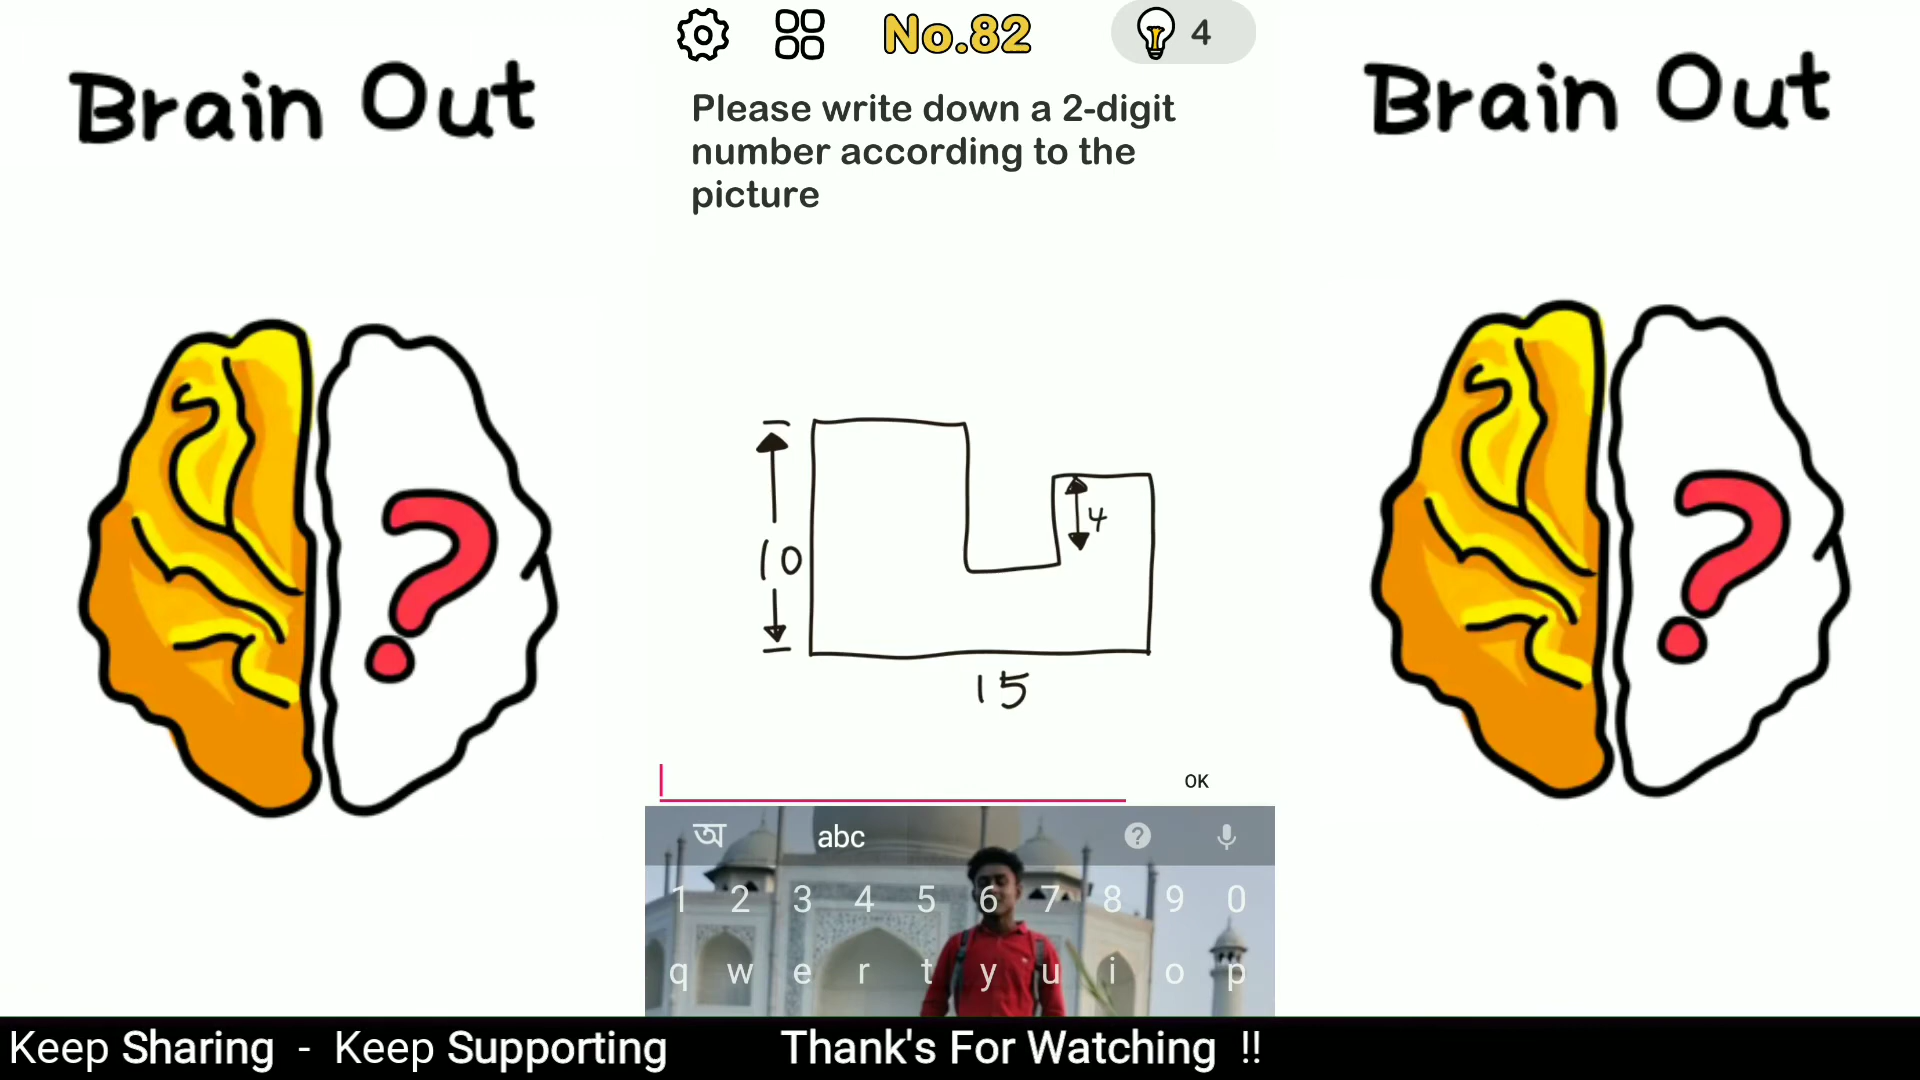 Brain Out
No.82
4
Please write down a 2-digit
number according to the
picture
10
4
15
OK
অ abc ?
1 2 3 4 5 6 7 8 9 0
q w e r t y u i o p
?
Brain Out
?
Keep Sharing - Keep Supporting Thank's For Watching !!